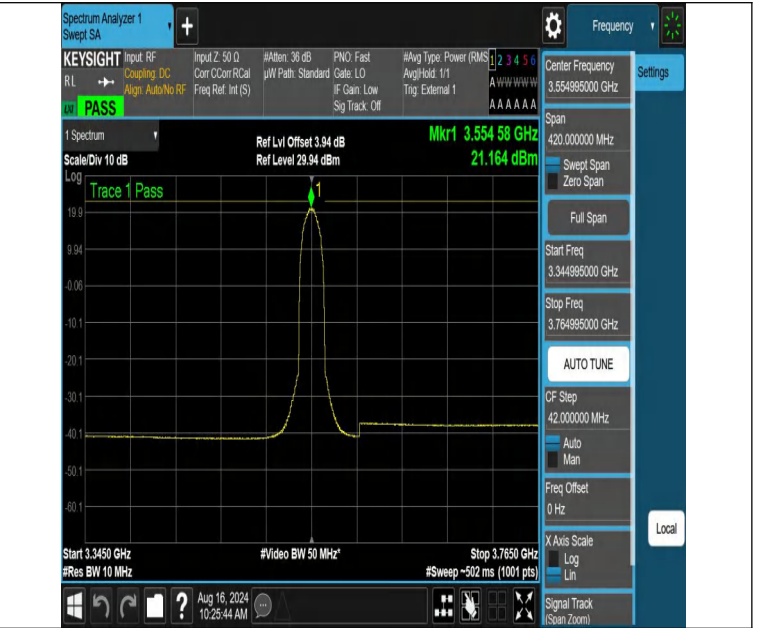 Spectrum Analyzer 1
Swept SA
+
Frequency
KEYSIGHT
RL
PASS
Input: RF
Coupling: DC
Align: Auto/No RF
Input Z: 50 Ω
Corr CCorr RCal
Freq Ref: Int (S)
#Atten: 36 dB
µW Path: Standard
PNO: Fast
Gate: LO
IF Gain: Low
Sig Track: Off
#Avg Type: Power (RMS
Avg|Hold: 1/1
Trig: External 1
1 2 3 4 5 6
A W W W W W
A A A A A A
1 Spectrum
Scale/Div 10 dB
Log
Ref Lvl Offset 3.94 dB
Ref Level 29.94 dBm
Mkr1 3.554 58 GHz
21.164 dBm
Trace 1 Pass
1
19.9
9.94
-0.06
-10.1
-20.1
-30.1
-40.1
-50.1
-60.1
Start 3.3450 GHz
#Res BW 10 MHz
#Video BW 50 MHz*
Stop 3.7650 GHz
#Sweep ~502 ms (1001 pts)
Center Frequency
3.554995000 GHz
Settings
Span
420.000000 MHz
Swept Span
Zero Span
Full Span
Start Freq
3.344995000 GHz
Stop Freq
3.764995000 GHz
AUTO TUNE
CF Step
42.000000 MHz
Auto
Man
Freq Offset
0 Hz
X Axis Scale
Log
Lin
Local
Signal Track
(Span Zoom)
?
Aug 16, 2024
10:25:44 AM